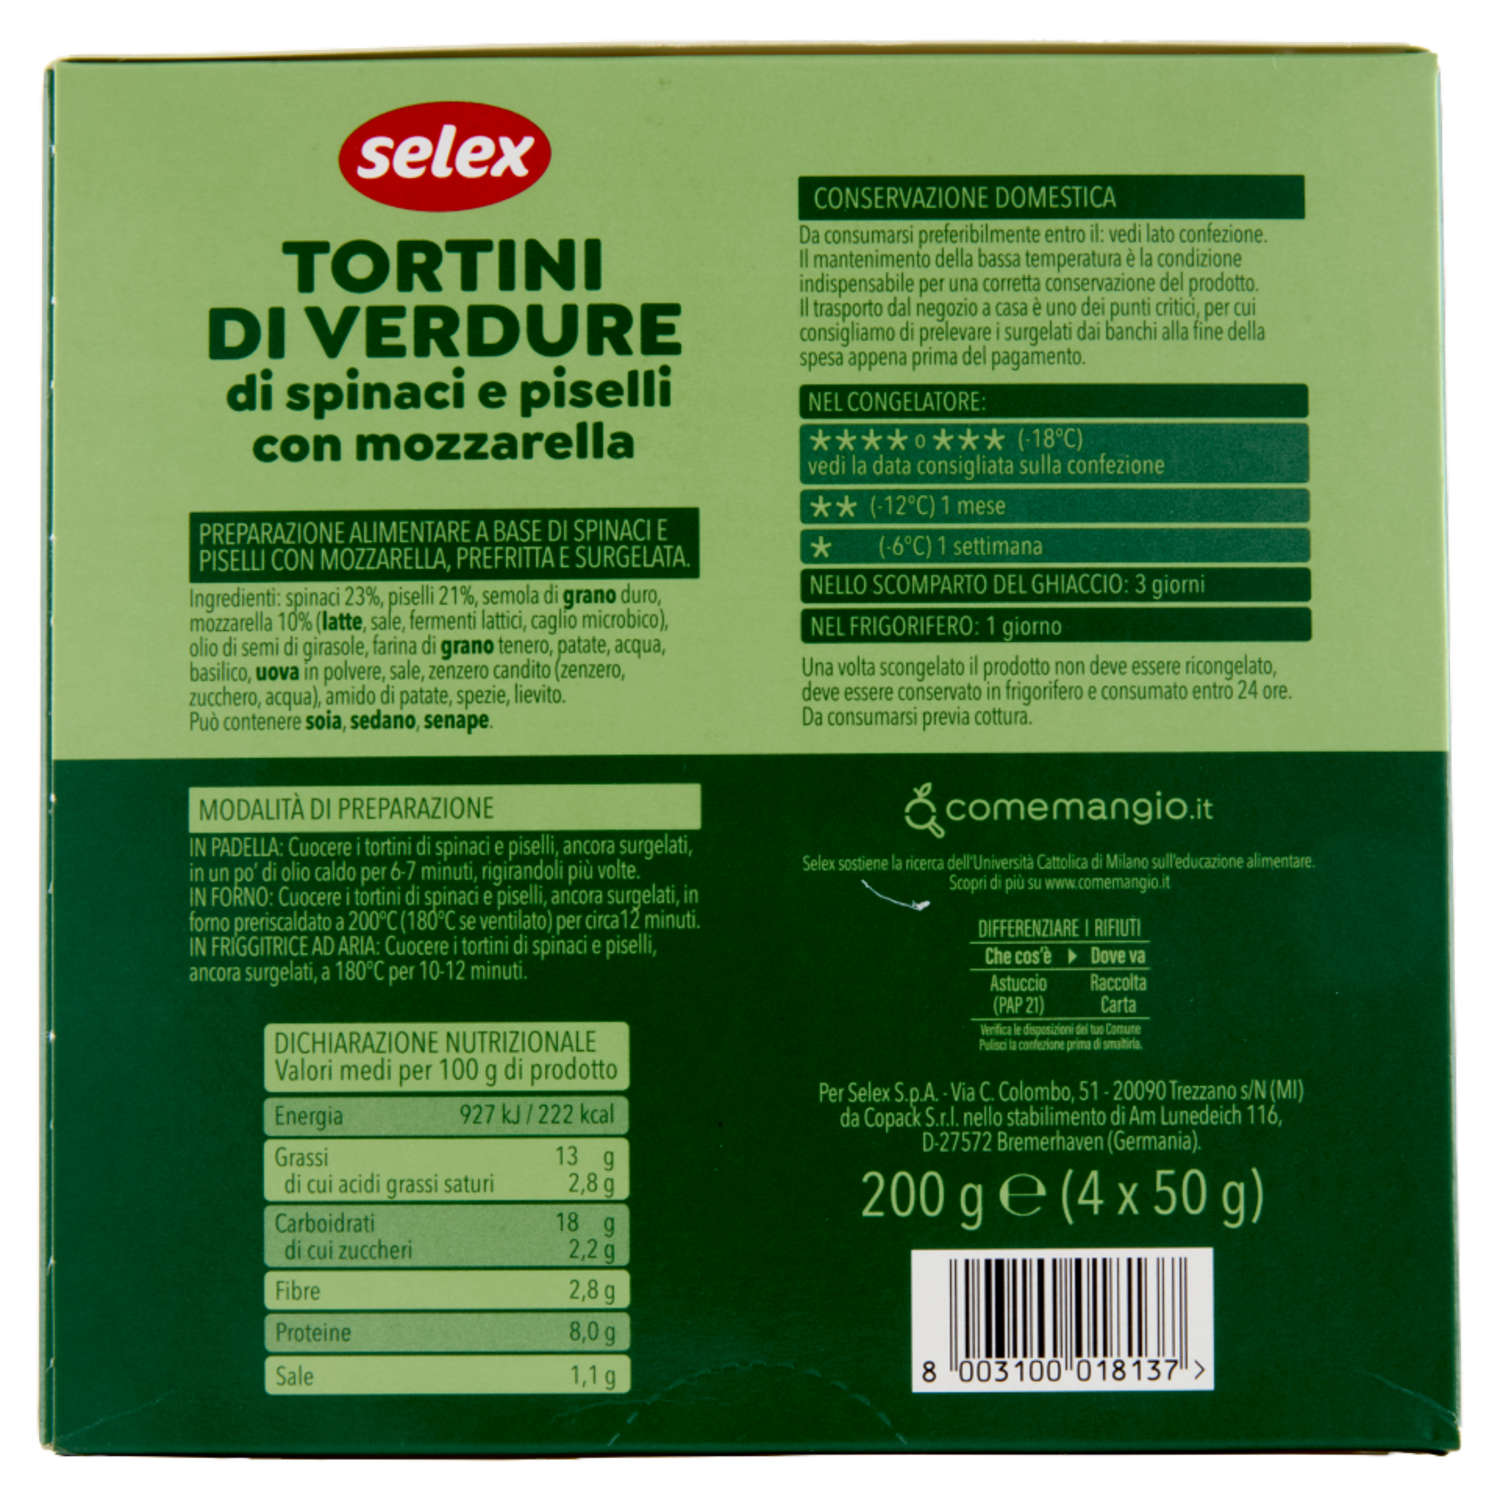 selex
TORTINI
DI VERDURE
di spinaci e piselli
con mozzarella
PREPARAZIONE ALIMENTARE A BASE DI SPINACI E
PISELLI CON MOZZARELLA, PREFRITTA E SURGELATA.
Ingredienti: spinaci 23%, piselli 21%, semola di grano duro,
mozzarella 10% (latte, sale, fermenti lattici, caglio microbico),
olio di semi di girasole, farina di grano tenero, patate, acqua,
basilico, uova in polvere, sale, zenzero candito (zenzero,
zucchero, acqua), amido di patate, spezie, lievito.
Può contenere soia, sedano, senape.
MODALITÀ DI PREPARAZIONE
IN PADELLA: Cuocere i tortini di spinaci e piselli, ancora surgelati,
in un po' di olio caldo per 6-7 minuti, rigirandoli più volte.
IN FORNO: Cuocere i tortini di spinaci e piselli, ancora surgelati, in
forno preriscaldato a 200°C (180°C se ventilato) per circa12 minuti.
IN FRIGGITRICE AD ARIA: Cuocere i tortini di spinaci e piselli,
ancora surgelati, a 180°C per 10-12 minuti.
DICHIARAZIONE NUTRIZIONALE
Valori medi per 100 g di prodotto
Energia 927 kJ / 222 kcal
Grassi 13 g
di cui acidi grassi saturi 2,8 g
Carboidrati 18 g
di cui zuccheri 2,2 g
Fibre 2,8 g
Proteine 8,0 g
Sale 1,1 g
CONSERVAZIONE DOMESTICA
Da consumarsi preferibilmente entro il: vedi lato confezione.
Il mantenimento della bassa temperatura è la condizione
indispensabile per una corretta conservazione del prodotto.
Il trasporto dal negozio a casa è uno dei punti critici, per cui
consigliamo di prelevare i surgelati dai banchi alla fine della
spesa appena prima del pagamento.
NEL CONGELATORE:
**** o *** (-18°C)
vedi la data consigliata sulla confezione
** (-12°C) 1 mese
* (-6°C) 1 settimana
NELLO SCOMPARTO DEL GHIACCIO: 3 giorni
NEL FRIGORIFERO: 1 giorno
Una volta scongelato il prodotto non deve essere ricongelato,
deve essere conservato in frigorifero e consumato entro 24 ore.
Da consumarsi previa cottura.
comemangio.it
Selex sostiene la ricerca dell'Università Cattolica di Milano sull'educazione alimentare.
Scopri di più su www.comemangio.it
DIFFERENZIARE I RIFIUTI
Che cos'è Dove va
Astuccio Raccolta
(PAP 21) Carta
Verifica le disposizioni del tuo Comune
Pulisci la confezione prima di smaltirla.
Per Selex S.p.A. - Via C. Colombo, 51 - 20090 Trezzano s/N (MI)
da Copack S.r.l. nello stabilimento di Am Lunedeich 116,
D-27572 Bremerhaven (Germania).
200 g ℮ (4 x 50 g)
8 003100 018137 >